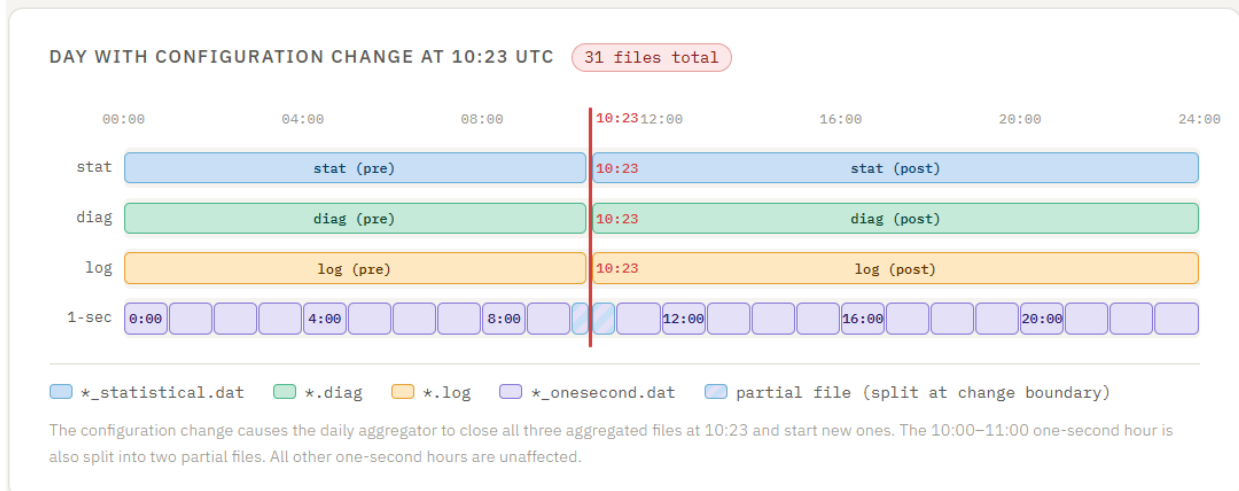 DAY WITH CONFIGURATION CHANGE AT 10:23 UTC 31 files total
00:00 04:00 08:00 10:23 12:00 16:00 20:00 24:00
stat stat (pre) 10:23 stat (post)
diag diag (pre) 10:23 diag (post)
log log (pre) 10:23 log (post)
1-sec 0:00 4:00 8:00 12:00 16:00 20:00
*_statistical.dat *.diag *.log *_onesecond.dat partial file (split at change boundary)
The configuration change causes the daily aggregator to close all three aggregated files at 10:23 and start new ones. The 10:00–11:00 one-second hour is
also split into two partial files. All other one-second hours are unaffected.